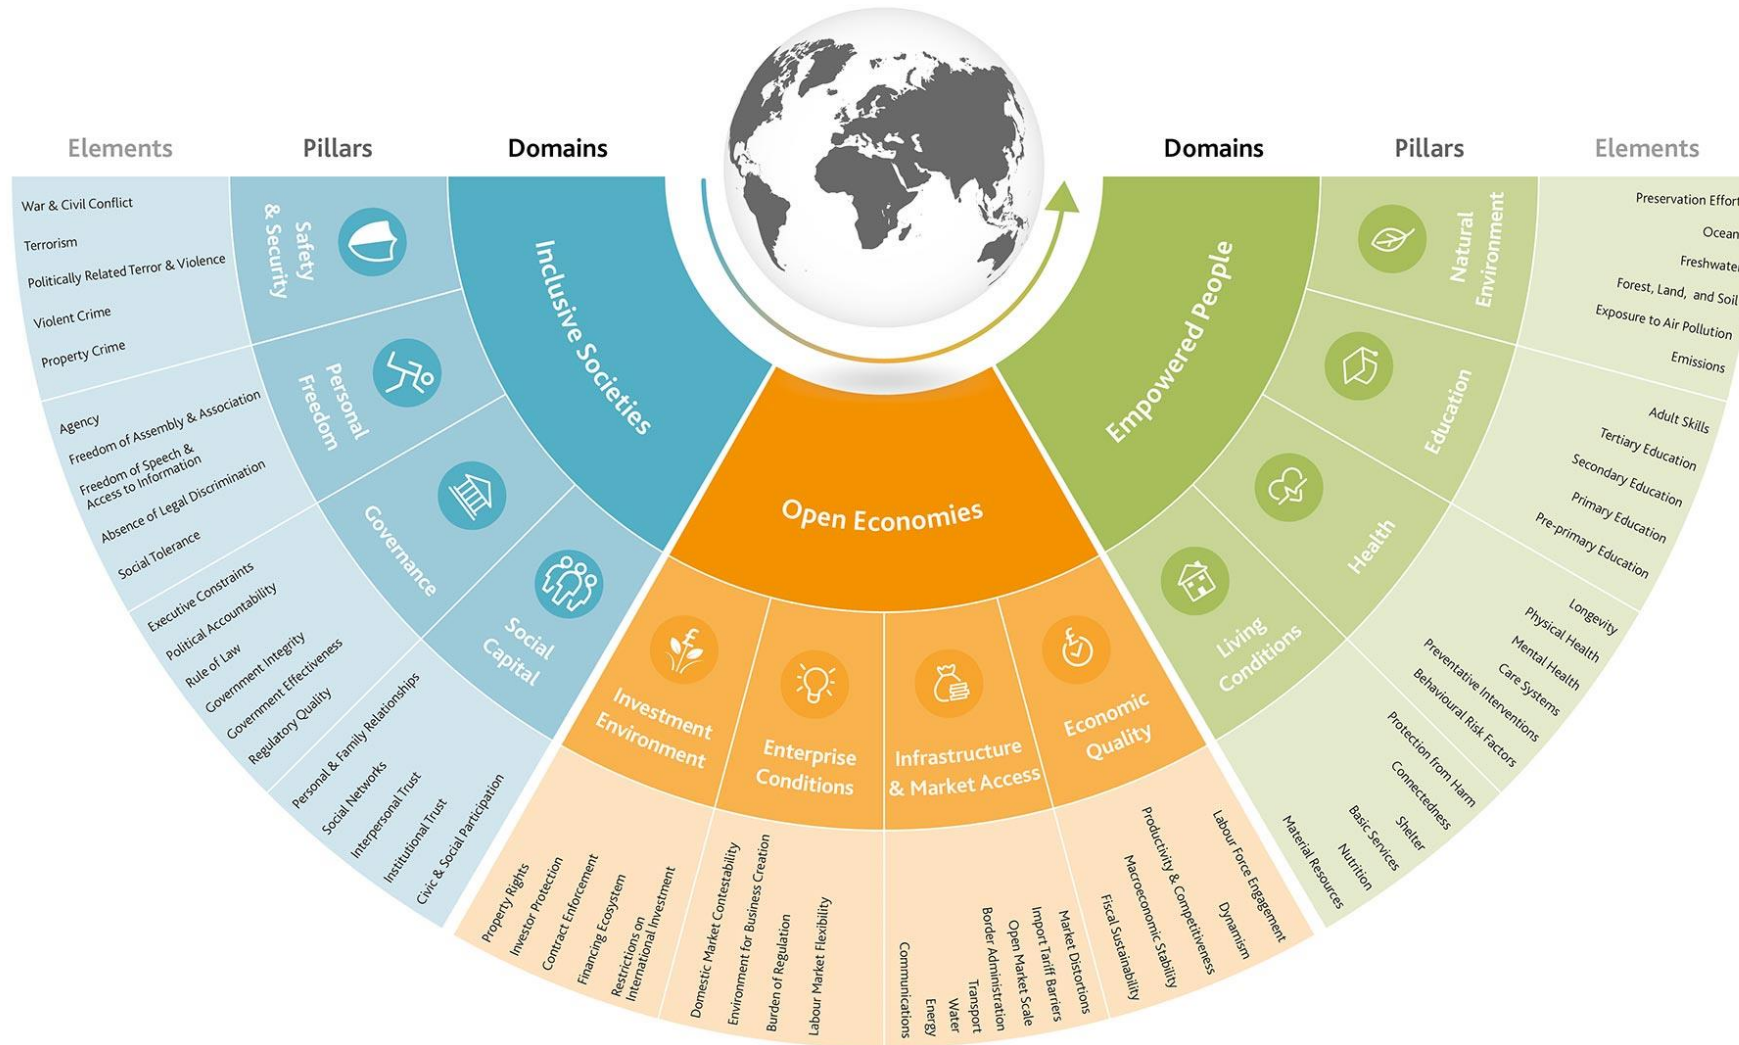 Elements
Pillars
Domains
Domains
Pillars
Elements
Inclusive Societies
Safety
& Security
War & Civil Conflict
Terrorism
Politically Related Terror & Violence
Violent Crime
Property Crime
Personal
Freedom
Agency
Freedom of Assembly & Association
Freedom of Speech &
Access to Information
Absence of Legal Discrimination
Social Tolerance
Governance
Executive Constraints
Political Accountability
Rule of Law
Government Integrity
Government Effectiveness
Regulatory Quality
Social
Capital
Personal & Family Relationships
Social Networks
Interpersonal Trust
Institutional Trust
Civic & Social Participation
Open Economies
£
Investment
Environment
Property Rights
Investor Protection
Contract Enforcement
Financing Ecosystem
Restrictions on
International Investment
Enterprise
Conditions
Domestic Market Contestability
Environment for Business Creation
Burden of Regulation
Labour Market Flexibility
Infrastructure
& Market Access
Communications
Energy
Water
Transport
Border Administration
Open Market Scale
Import Tariff Barriers
Market Distortions
£
Economic
Quality
Fiscal Sustainability
Macroeconomic Stability
Productivity & Competitiveness
Dynamism
Labour Force Engagement
Empowered People
Living
Conditions
Material Resources
Nutrition
Basic Services
Shelter
Connectedness
Protection from Harm
Health
Behavioural Risk Factors
Preventative Interventions
Care Systems
Mental Health
Physical Health
Longevity
Education
Pre-primary Education
Primary Education
Secondary Education
Tertiary Education
Adult Skills
Natural
Environment
Emissions
Exposure to Air Pollution
Forest, Land, and Soil
Freshwater
Ocean
Preservation Effort